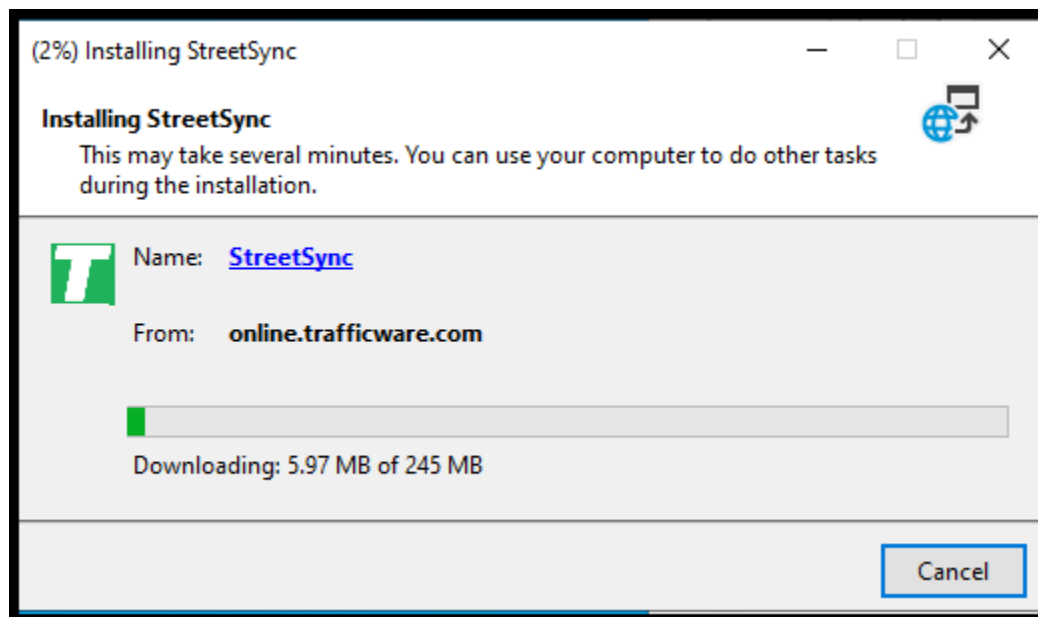 (2%) Installing StreetSync
Installing StreetSync
This may take several minutes. You can use your computer to do other tasks
during the installation.
T
Name: StreetSync
From: online.trafficware.com
Downloading: 5.97 MB of 245 MB
Cancel